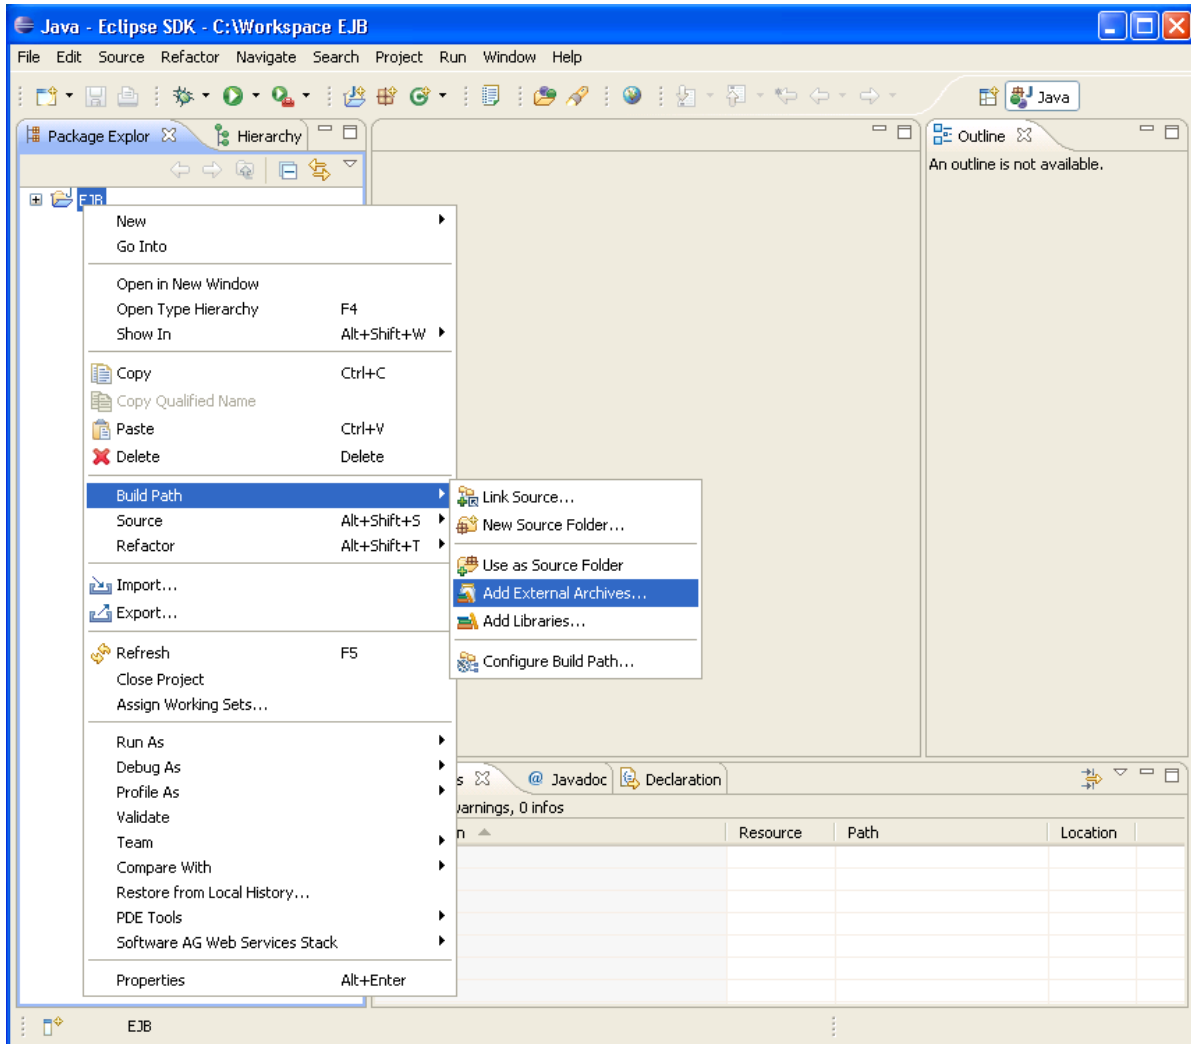 Java - Eclipse SDK - C:\Workspace EJB
File Edit Source Refactor Navigate Search Project Run Window Help
Java
Package Explor Hierarchy
Outline
An outline is not available.
EJB
New
Go Into
Open in New Window
Open Type Hierarchy F4
Show In Alt+Shift+W
Copy Ctrl+C
Copy Qualified Name
Paste Ctrl+V
Delete Delete
Build Path
Source Alt+Shift+S
Refactor Alt+Shift+T
Import...
Export...
Refresh F5
Close Project
Assign Working Sets...
Run As
Debug As
Profile As
Validate
Team
Compare With
Restore from Local History...
PDE Tools
Software AG Web Services Stack
Properties Alt+Enter
Link Source...
New Source Folder...
Use as Source Folder
Add External Archives...
Add Libraries...
Configure Build Path...
s @ Javadoc Declaration
warnings, 0 infos
n Resource Path Location
EJB